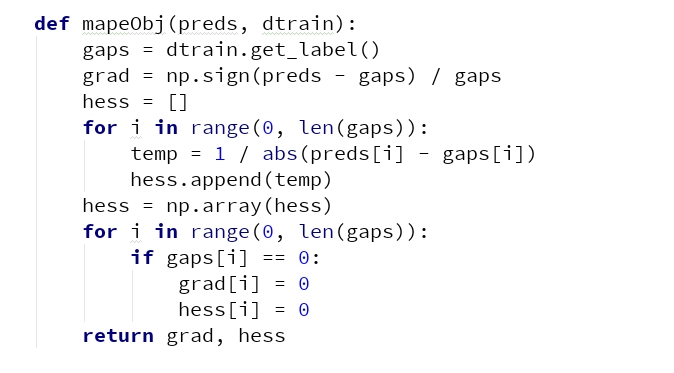 def mapeObj(preds, dtrain):
    gaps = dtrain.get_label()
    grad = np.sign(preds - gaps) / gaps
    hess = []
    for i in range(0, len(gaps)):
        temp = 1 / abs(preds[i] - gaps[i])
        hess.append(temp)
    hess = np.array(hess)
    for i in range(0, len(gaps)):
        if gaps[i] == 0:
            grad[i] = 0
            hess[i] = 0
    return grad, hess